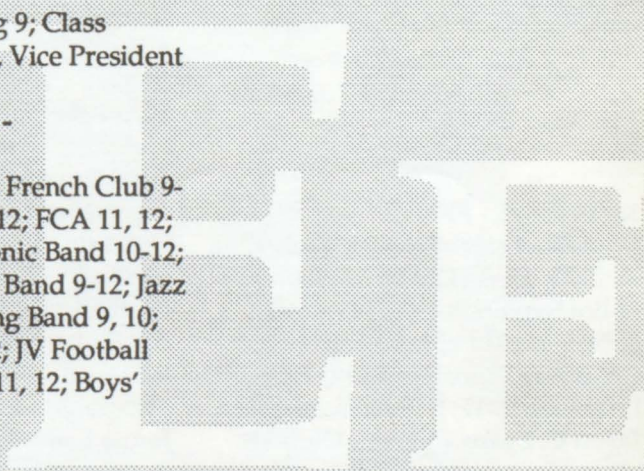 9; Class
Vice President
-
French Club 9-
12; FCA 11, 12;
Band 10-12;
Band 9-12; Jazz
Band 9, 10;
; JV Football
11, 12; Boys'
E E